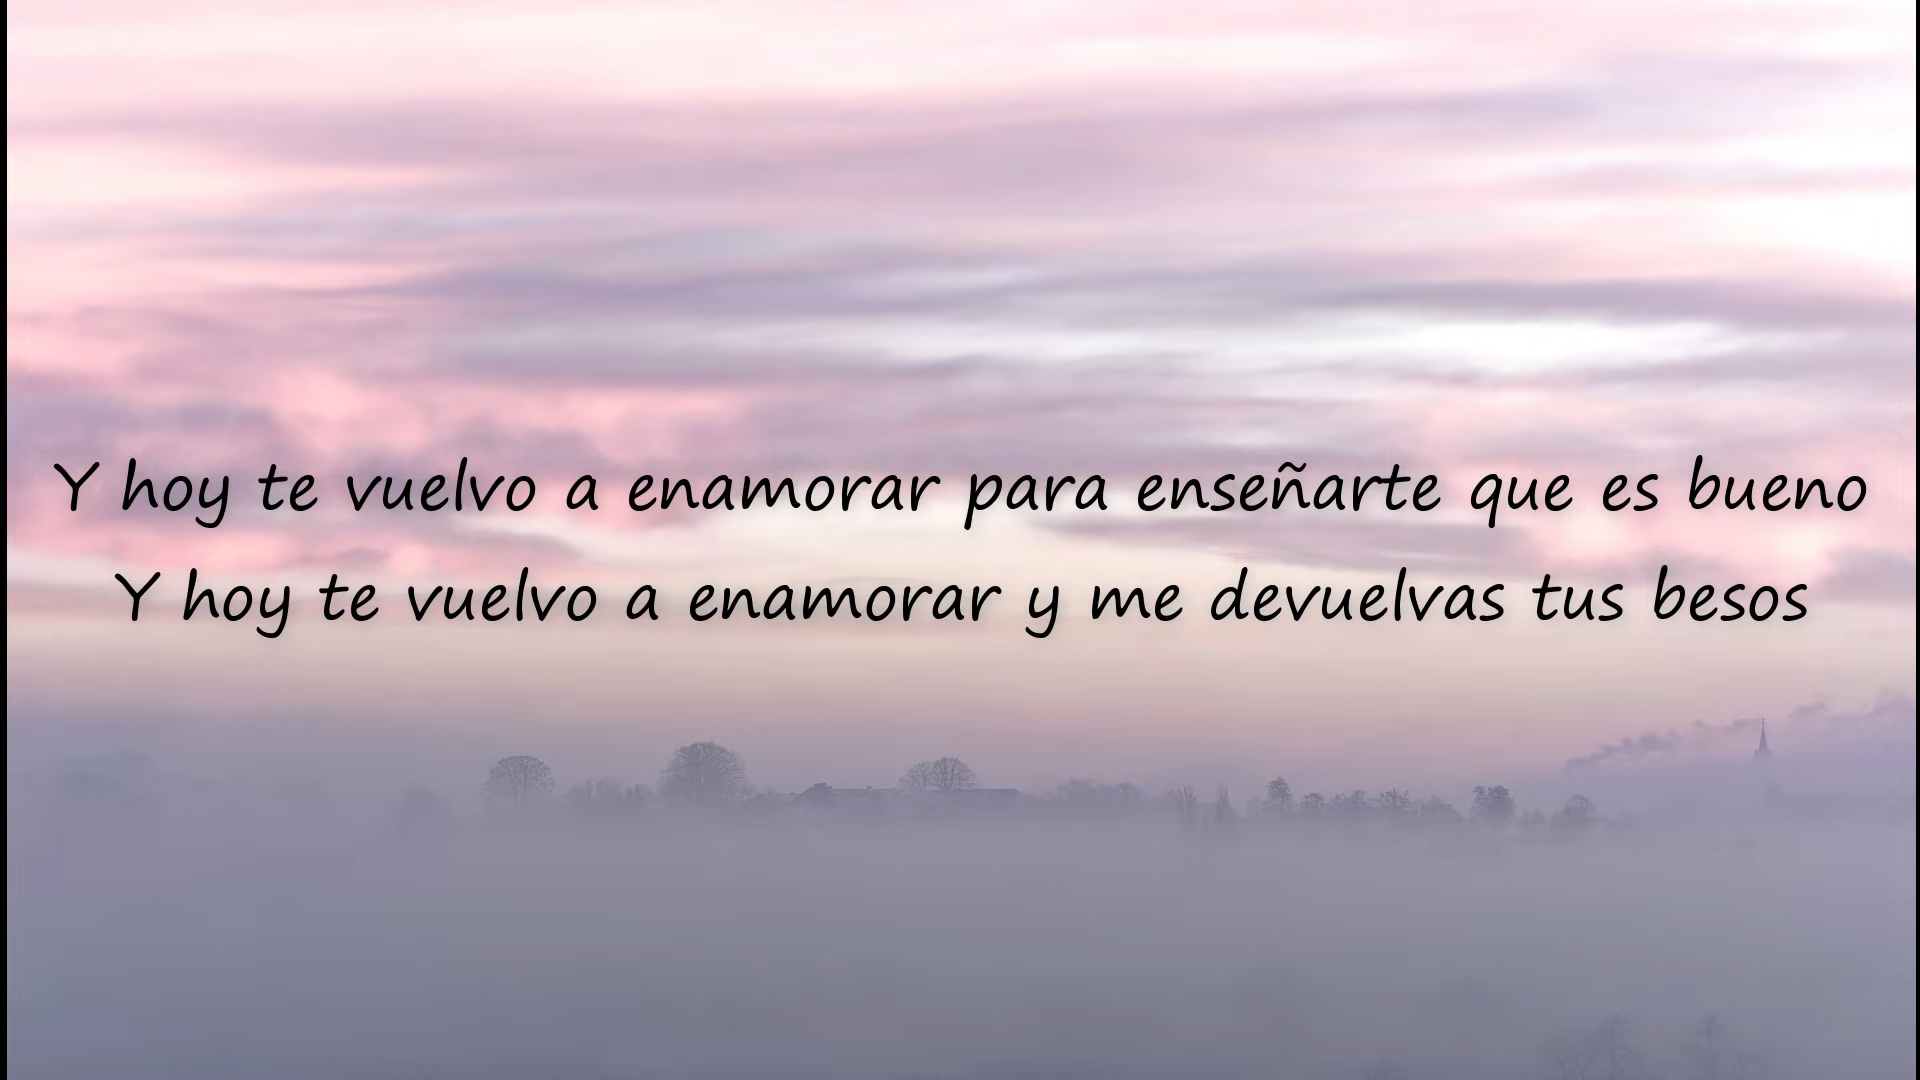 Y hoy te vuelvo a enamorar para enseñarte que es bueno
Y hoy te vuelvo a enamorar y me devuelvas tus besos